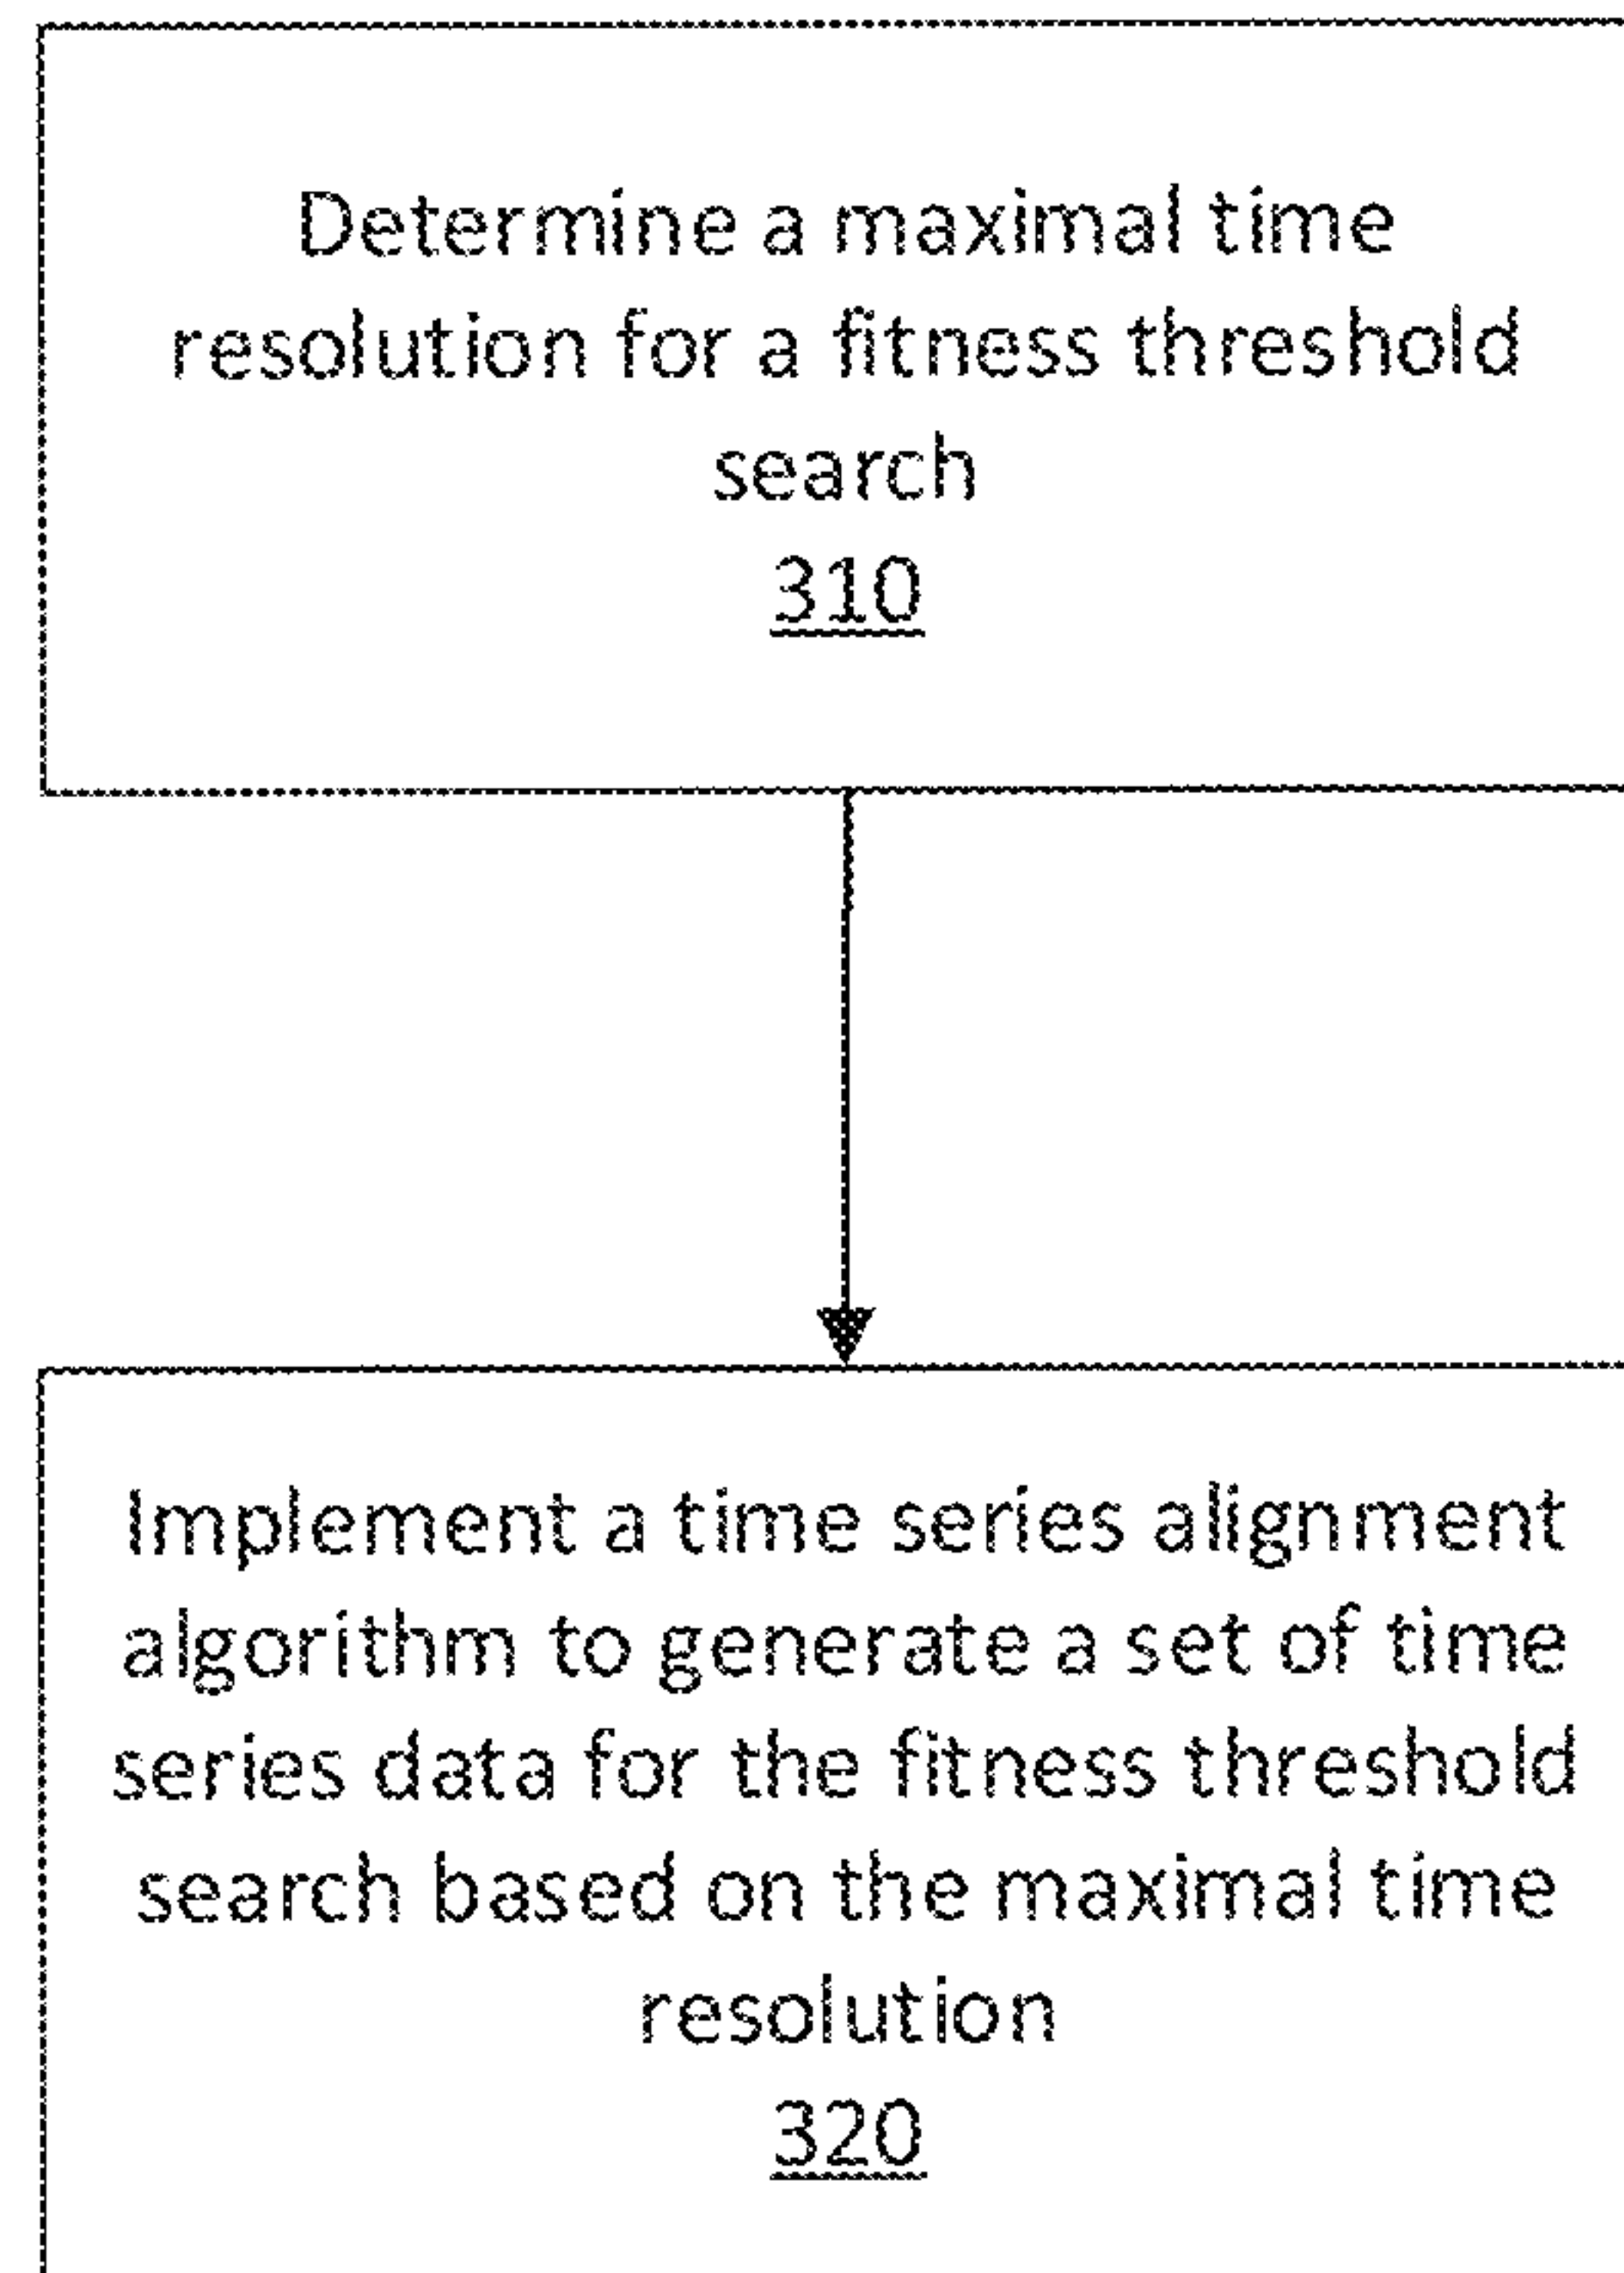 Determine a maximal time
resolution for a fitness threshold
search
310
Implement a time series alignment
algorithm to generate a set of time
series data for the fitness threshold
search based on the maximal time
resolution
320